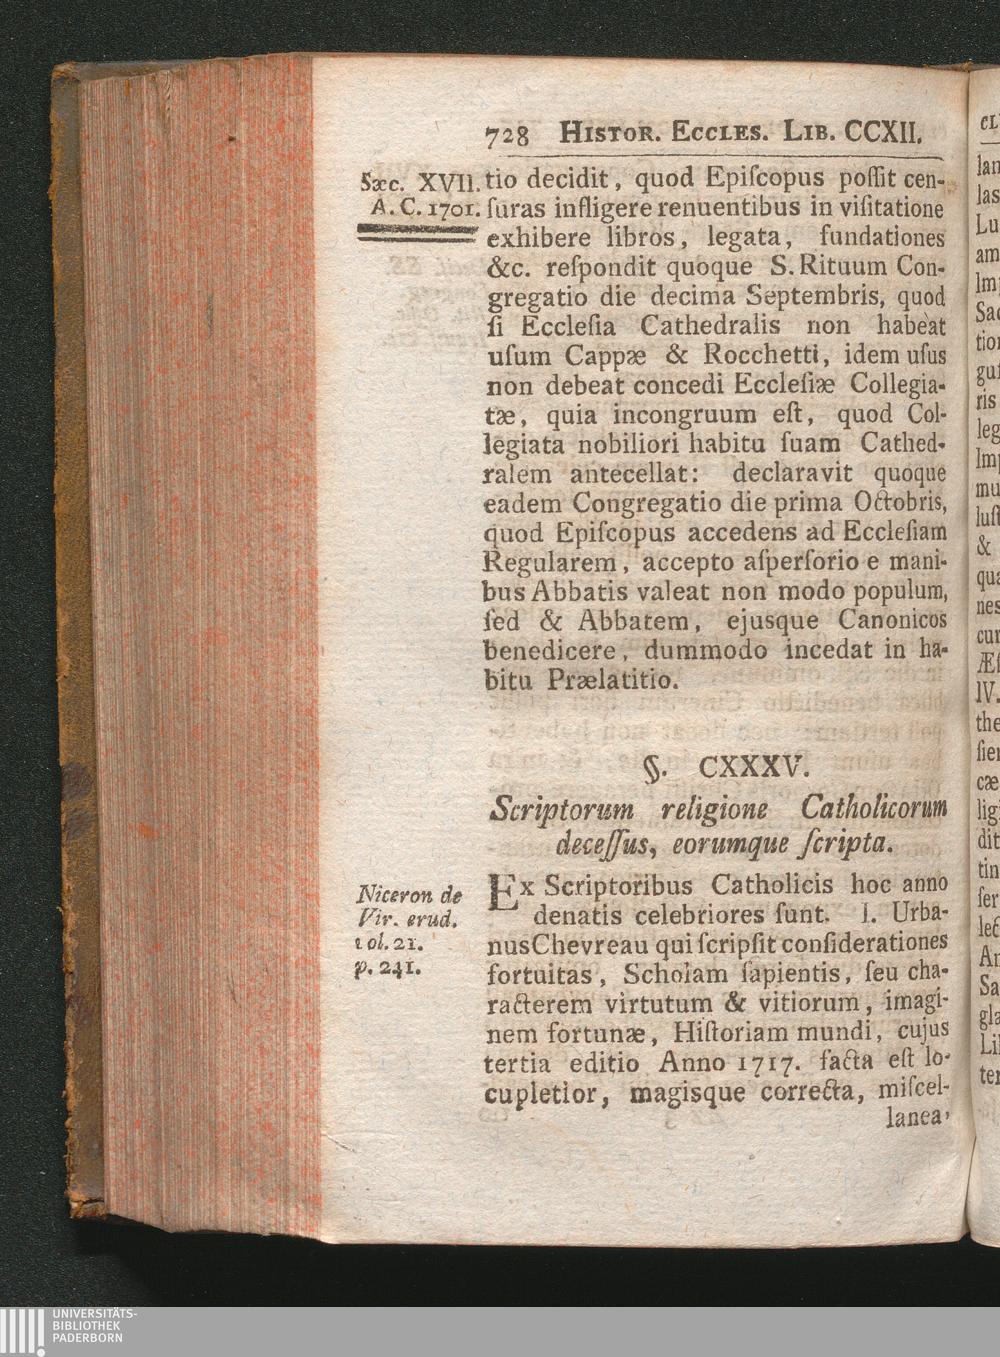 728 HISTOR. ECCLES. LIB. CCXII.
Sæc. XVII.
A. C. 1701.
tio decidit, quod Epiſcopus poſſit cen-
ſuras infligere renuentibus in viſitatione
exhibere libros, legata, fundationes
&c. reſpondit quoque S. Rituum Con-
gregatio die decima Septembris, quod
ſi Eccleſia Cathedralis non habeat
uſum Cappæ & Rocchetti, idem uſus
non debeat concedi Eccleſiæ Collegia-
tæ, quia incongruum eſt, quod Col-
legiata nobiliori habitu ſuam Cathed-
ralem antecellat: declaravit quoque
eadem Congregatio die prima Octobris,
quod Epiſcopus accedens ad Eccleſiam
Regularem, accepto aſperſorio e mani-
bus Abbatis valeat non modo populum,
ſed & Abbatem, ejusque Canonicos
benedicere, dummodo incedat in ha-
bitu Prælatitio.
§. CXXXV.
Scriptorum religione Catholicorum
deceſſus, eorumque ſcripta.
Niceron de
Vir. erud.
tol. 21.
p. 241.
Ex Scriptoribus Catholicis hoc anno
denatis celebriores ſunt. I. Urba-
nus Chevreau qui ſcripſit conſiderationes
fortuitas, Scholam ſapientis, ſeu cha-
racterem virtutum & vitiorum, imagi-
nem fortunæ, Hiſtoriam mundi, cujus
tertia editio Anno 1717. facta eſt lo-
cupletior, magisque correcta, miſcel-
lanea,
UNIVERSITÄTS-
BIBLIOTHEK
PADERBORN